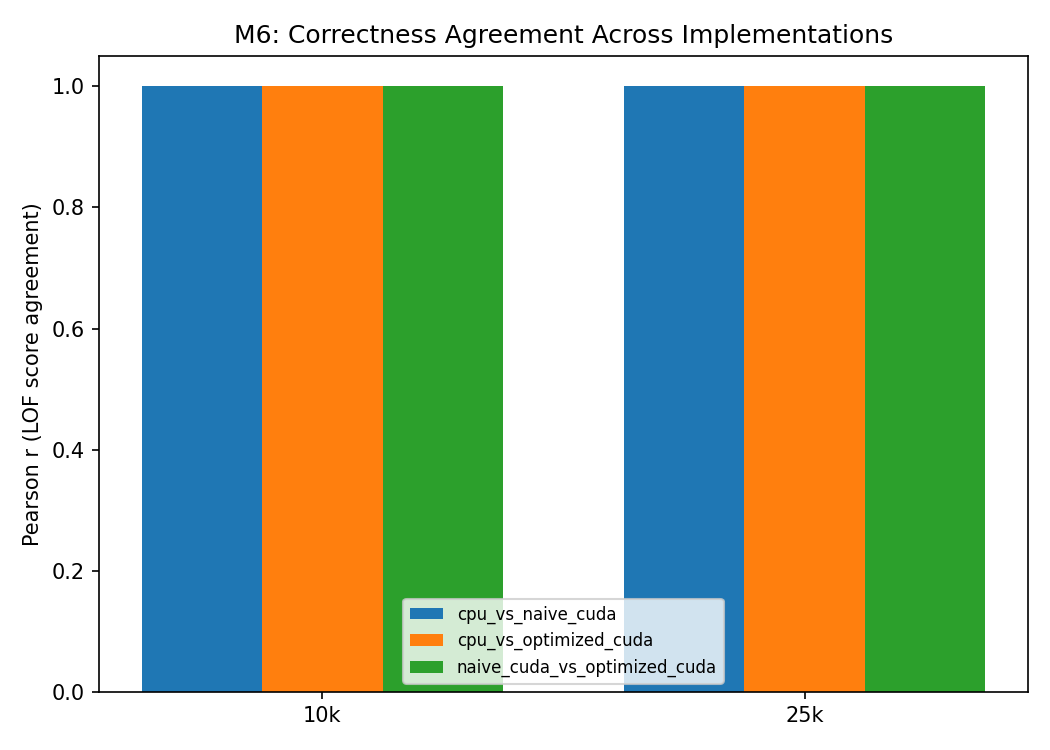 M6: Correctness Agreement Across Implementations
Pearson r (LOF score agreement)
1.0
0.8
0.6
0.4
0.2
0.0
cpu_vs_naive_cuda
cpu_vs_optimized_cuda
naive_cuda_vs_optimized_cuda
10k
25k